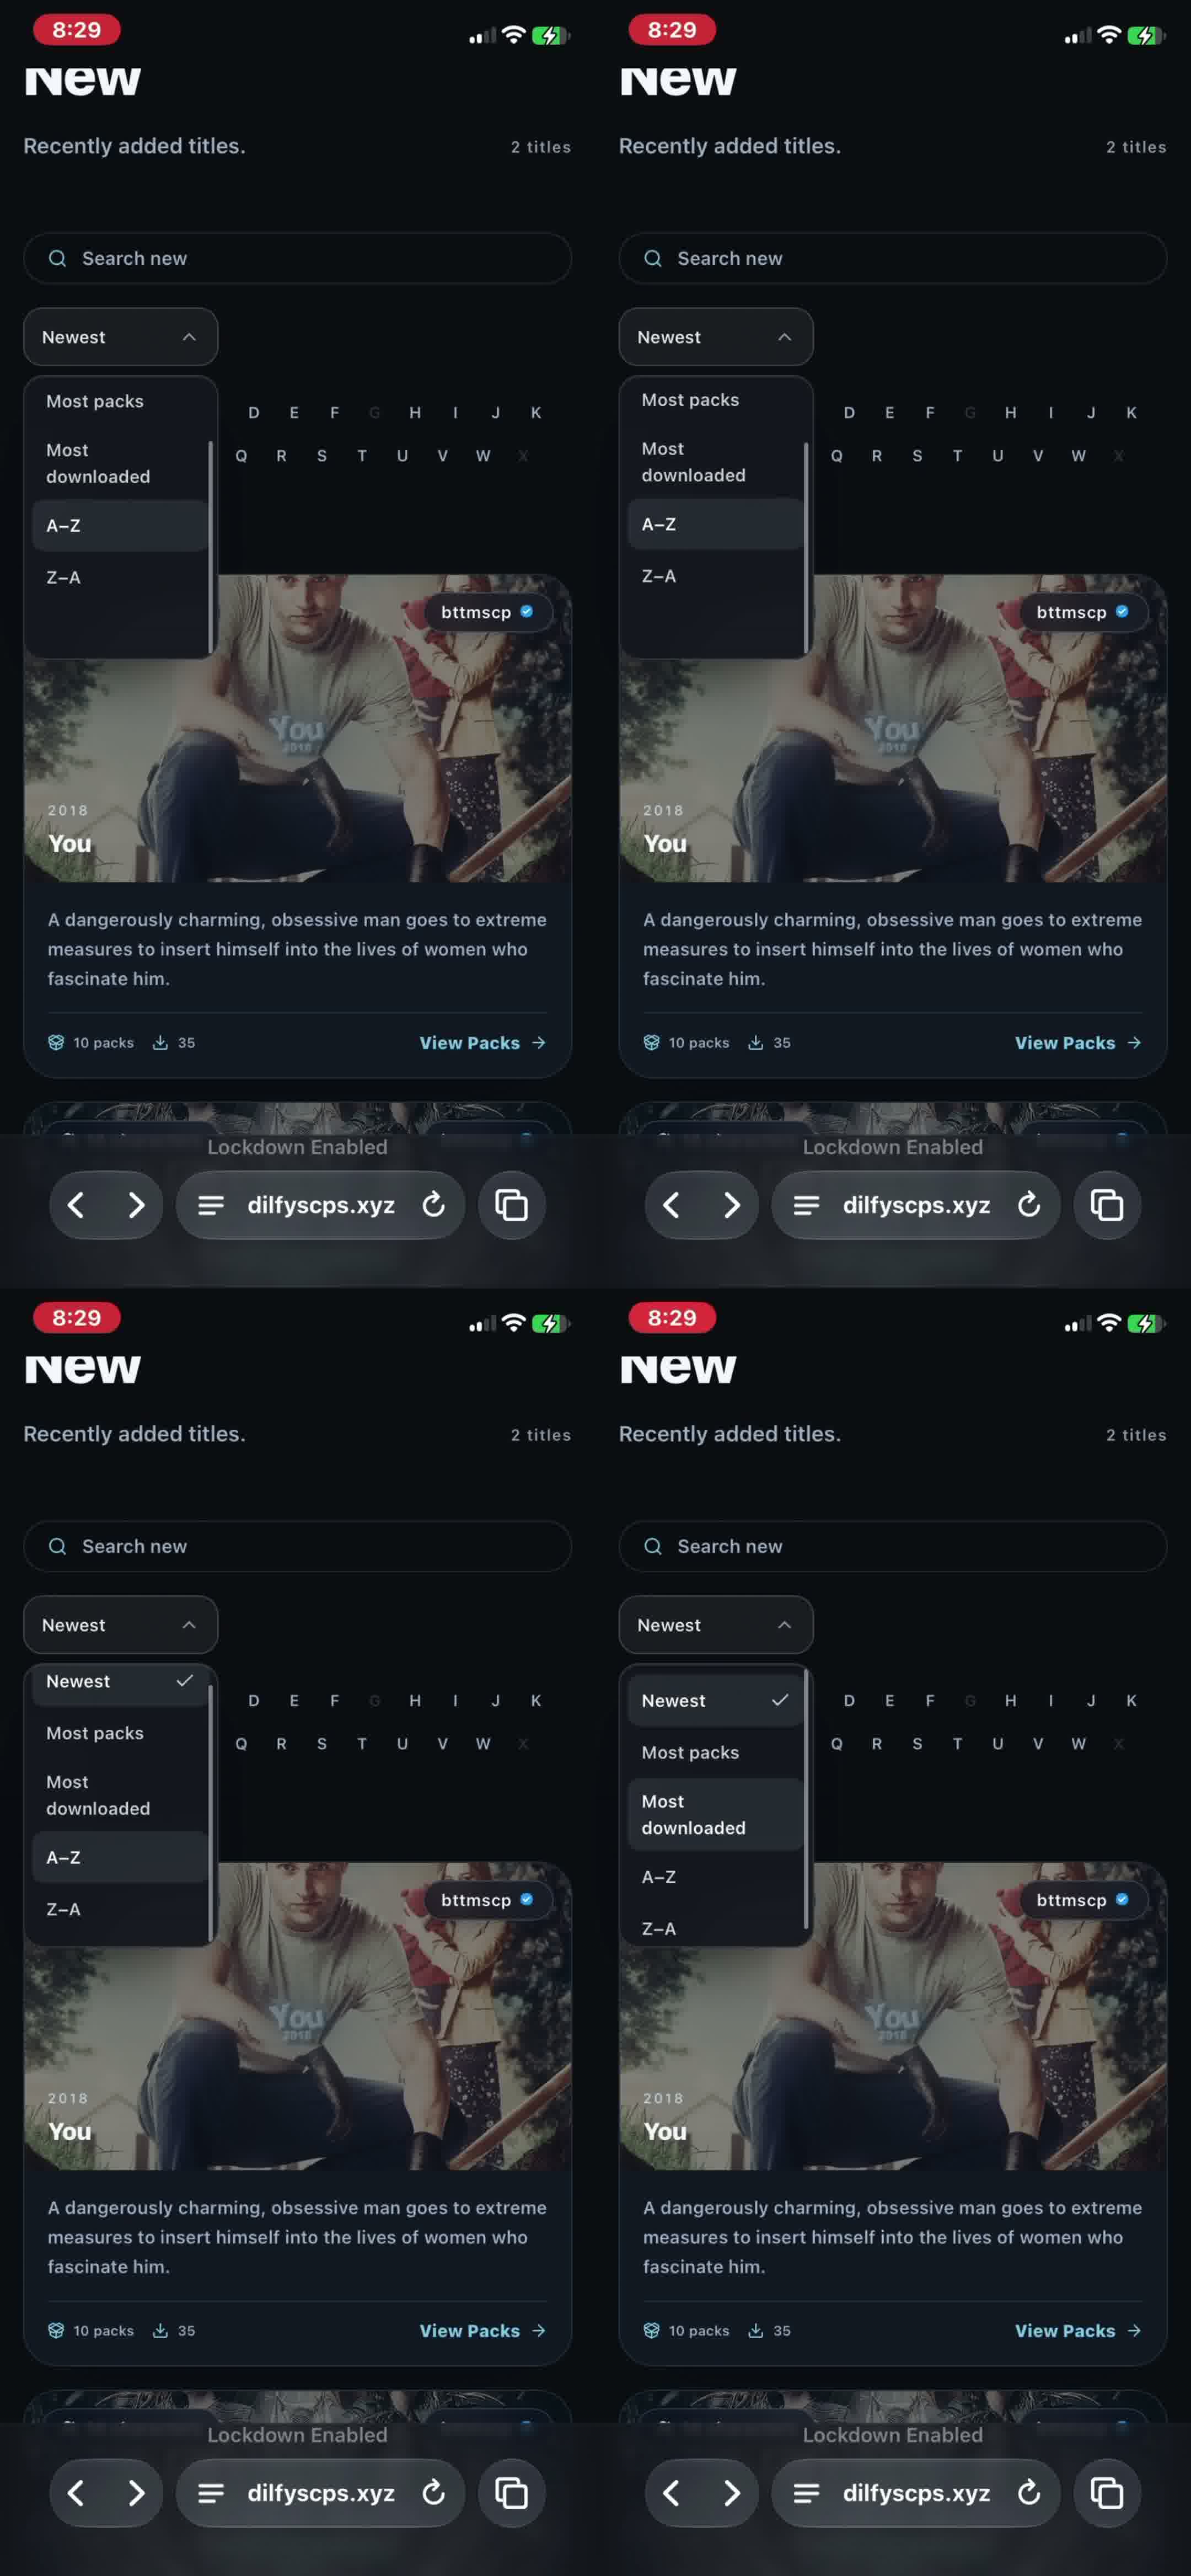 8:29
New
Recently added titles.
2 titles
Search new
Newest
Most packs
Most
downloaded
A–Z
Z–A
D E F G H I J K
Q R S T U V W X
bttmscp
You
2018
2018
You
A dangerously charming, obsessive man goes to extreme
measures to insert himself into the lives of women who
fascinate him.
10 packs
35
View Packs
Lockdown Enabled
dilfyscps.xyz
8:29
New
Recently added titles.
2 titles
Search new
Newest
Most packs
Most
downloaded
A–Z
Z–A
D E F G H I J K
Q R S T U V W X
bttmscp
You
2018
2018
You
A dangerously charming, obsessive man goes to extreme
measures to insert himself into the lives of women who
fascinate him.
10 packs
35
View Packs
Lockdown Enabled
dilfyscps.xyz
8:29
New
Recently added titles.
2 titles
Search new
Newest
Newest
Most packs
Most
downloaded
A–Z
Z–A
D E F G H I J K
Q R S T U V W X
bttmscp
You
2018
2018
You
A dangerously charming, obsessive man goes to extreme
measures to insert himself into the lives of women who
fascinate him.
10 packs
35
View Packs
Lockdown Enabled
dilfyscps.xyz
8:29
New
Recently added titles.
2 titles
Search new
Newest
Newest
Most packs
Most
downloaded
A–Z
Z–A
D E F G H I J K
Q R S T U V W X
bttmscp
You
2018
2018
You
A dangerously charming, obsessive man goes to extreme
measures to insert himself into the lives of women who
fascinate him.
10 packs
35
View Packs
Lockdown Enabled
dilfyscps.xyz